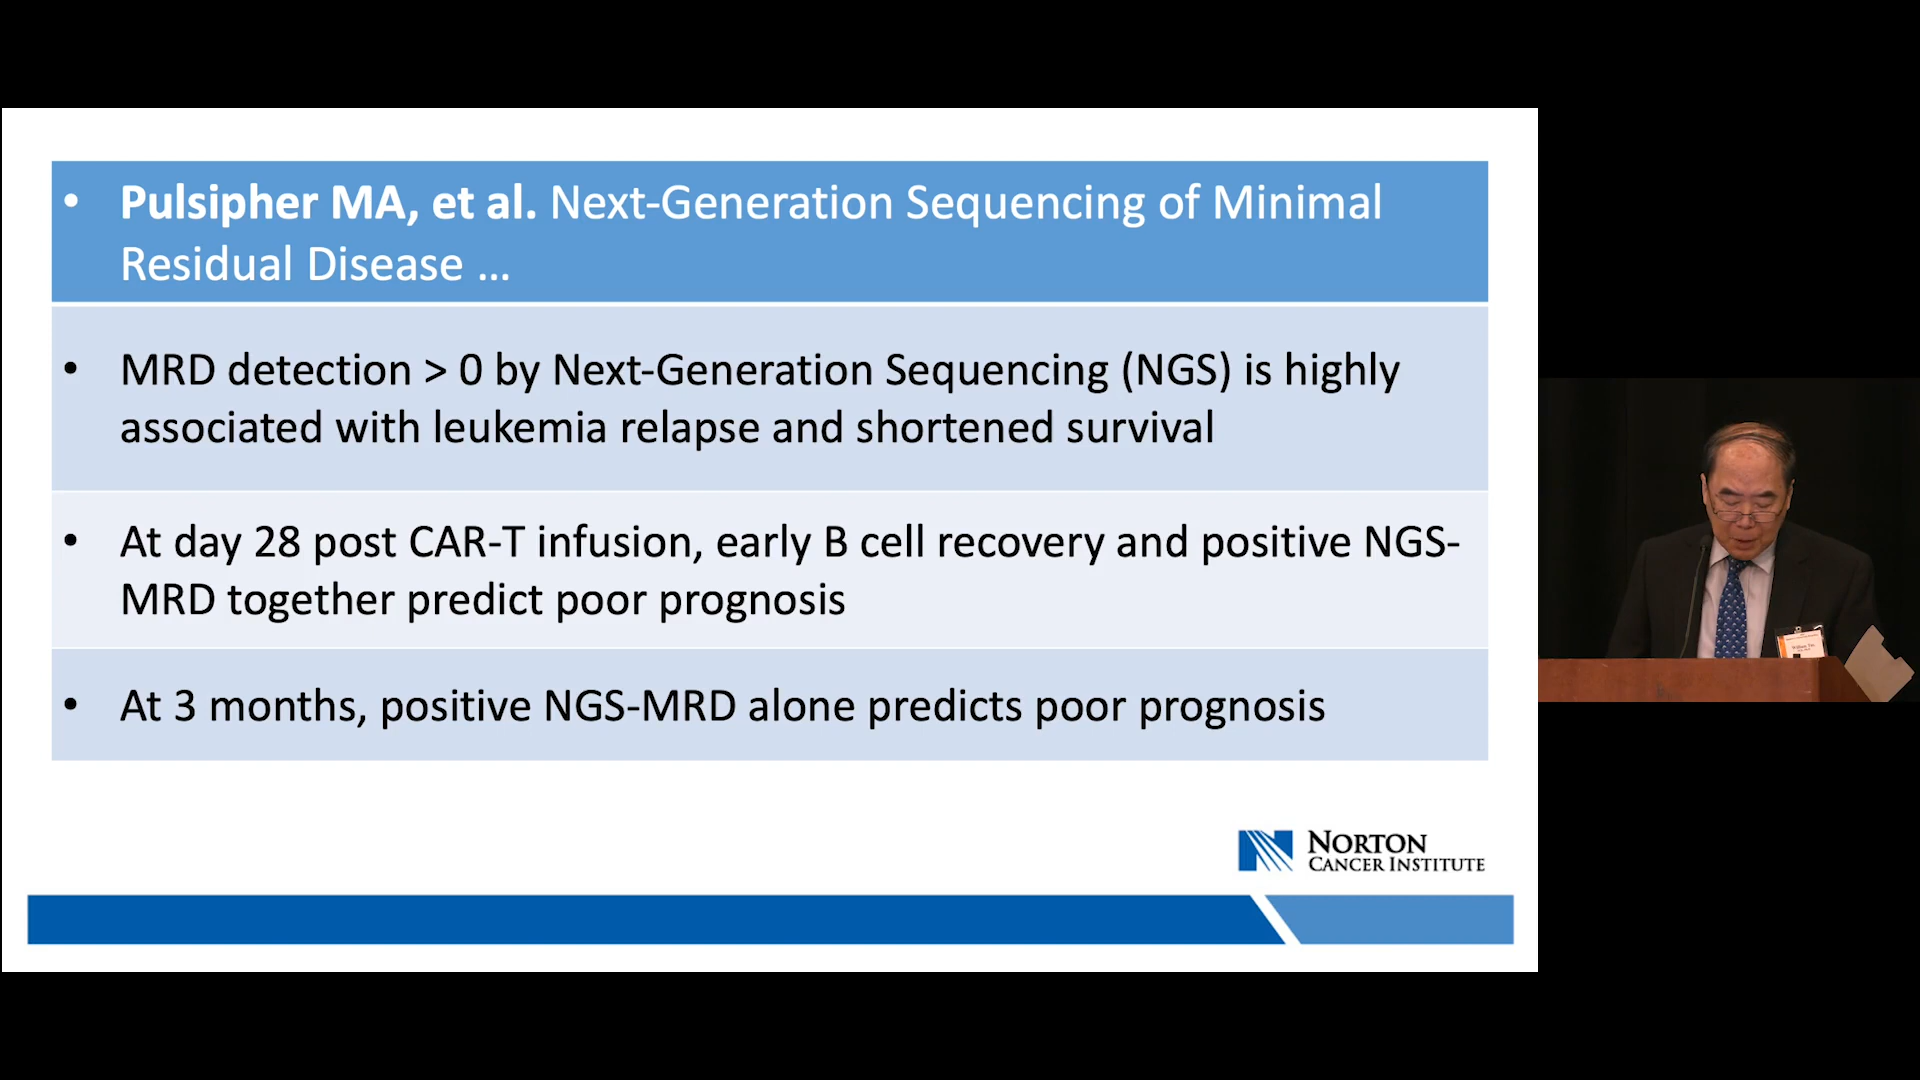 • Pulsipher MA, et al. Next-Generation Sequencing of Minimal
Residual Disease ...
• MRD detection > 0 by Next-Generation Sequencing (NGS) is highly
associated with leukemia relapse and shortened survival
• At day 28 post CAR-T infusion, early B cell recovery and positive NGS-
MRD together predict poor prognosis
• At 3 months, positive NGS-MRD alone predicts poor prognosis
NORTON
CANCER INSTITUTE
William